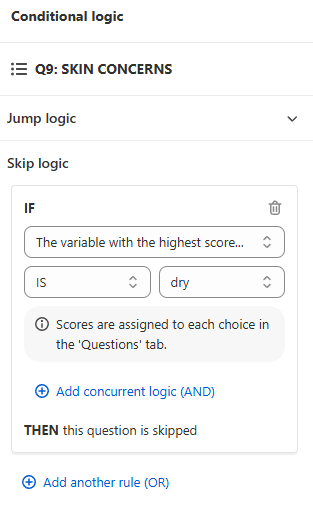 Conditional logic
Q9: SKIN CONCERNS
Jump logic
Skip logic
IF
The variable with the highest score...
IS
dry
Scores are assigned to each choice in
the 'Questions' tab.
Add concurrent logic (AND)
THEN this question is skipped
Add another rule (OR)